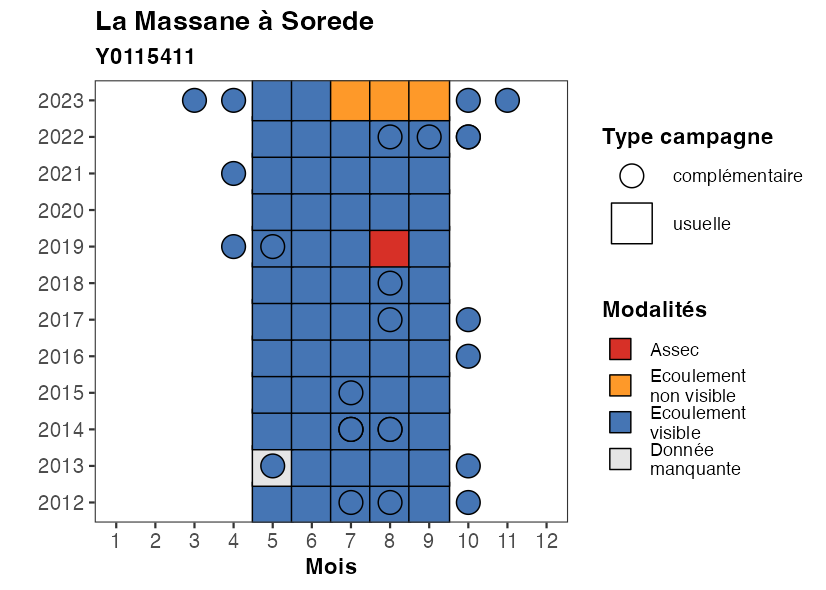 La Massane à Sorede
Y0115411
2023
2022
2021
2020
2019
2018
2017
2016
2015
2014
2013
2012
1 2 3 4 5 6 7 8 9 10 11 12
Mois
Type campagne
complémentaire
usuelle
Modalités
Assec
Ecoulement
non visible
Ecoulement
visible
Donnée
manquante